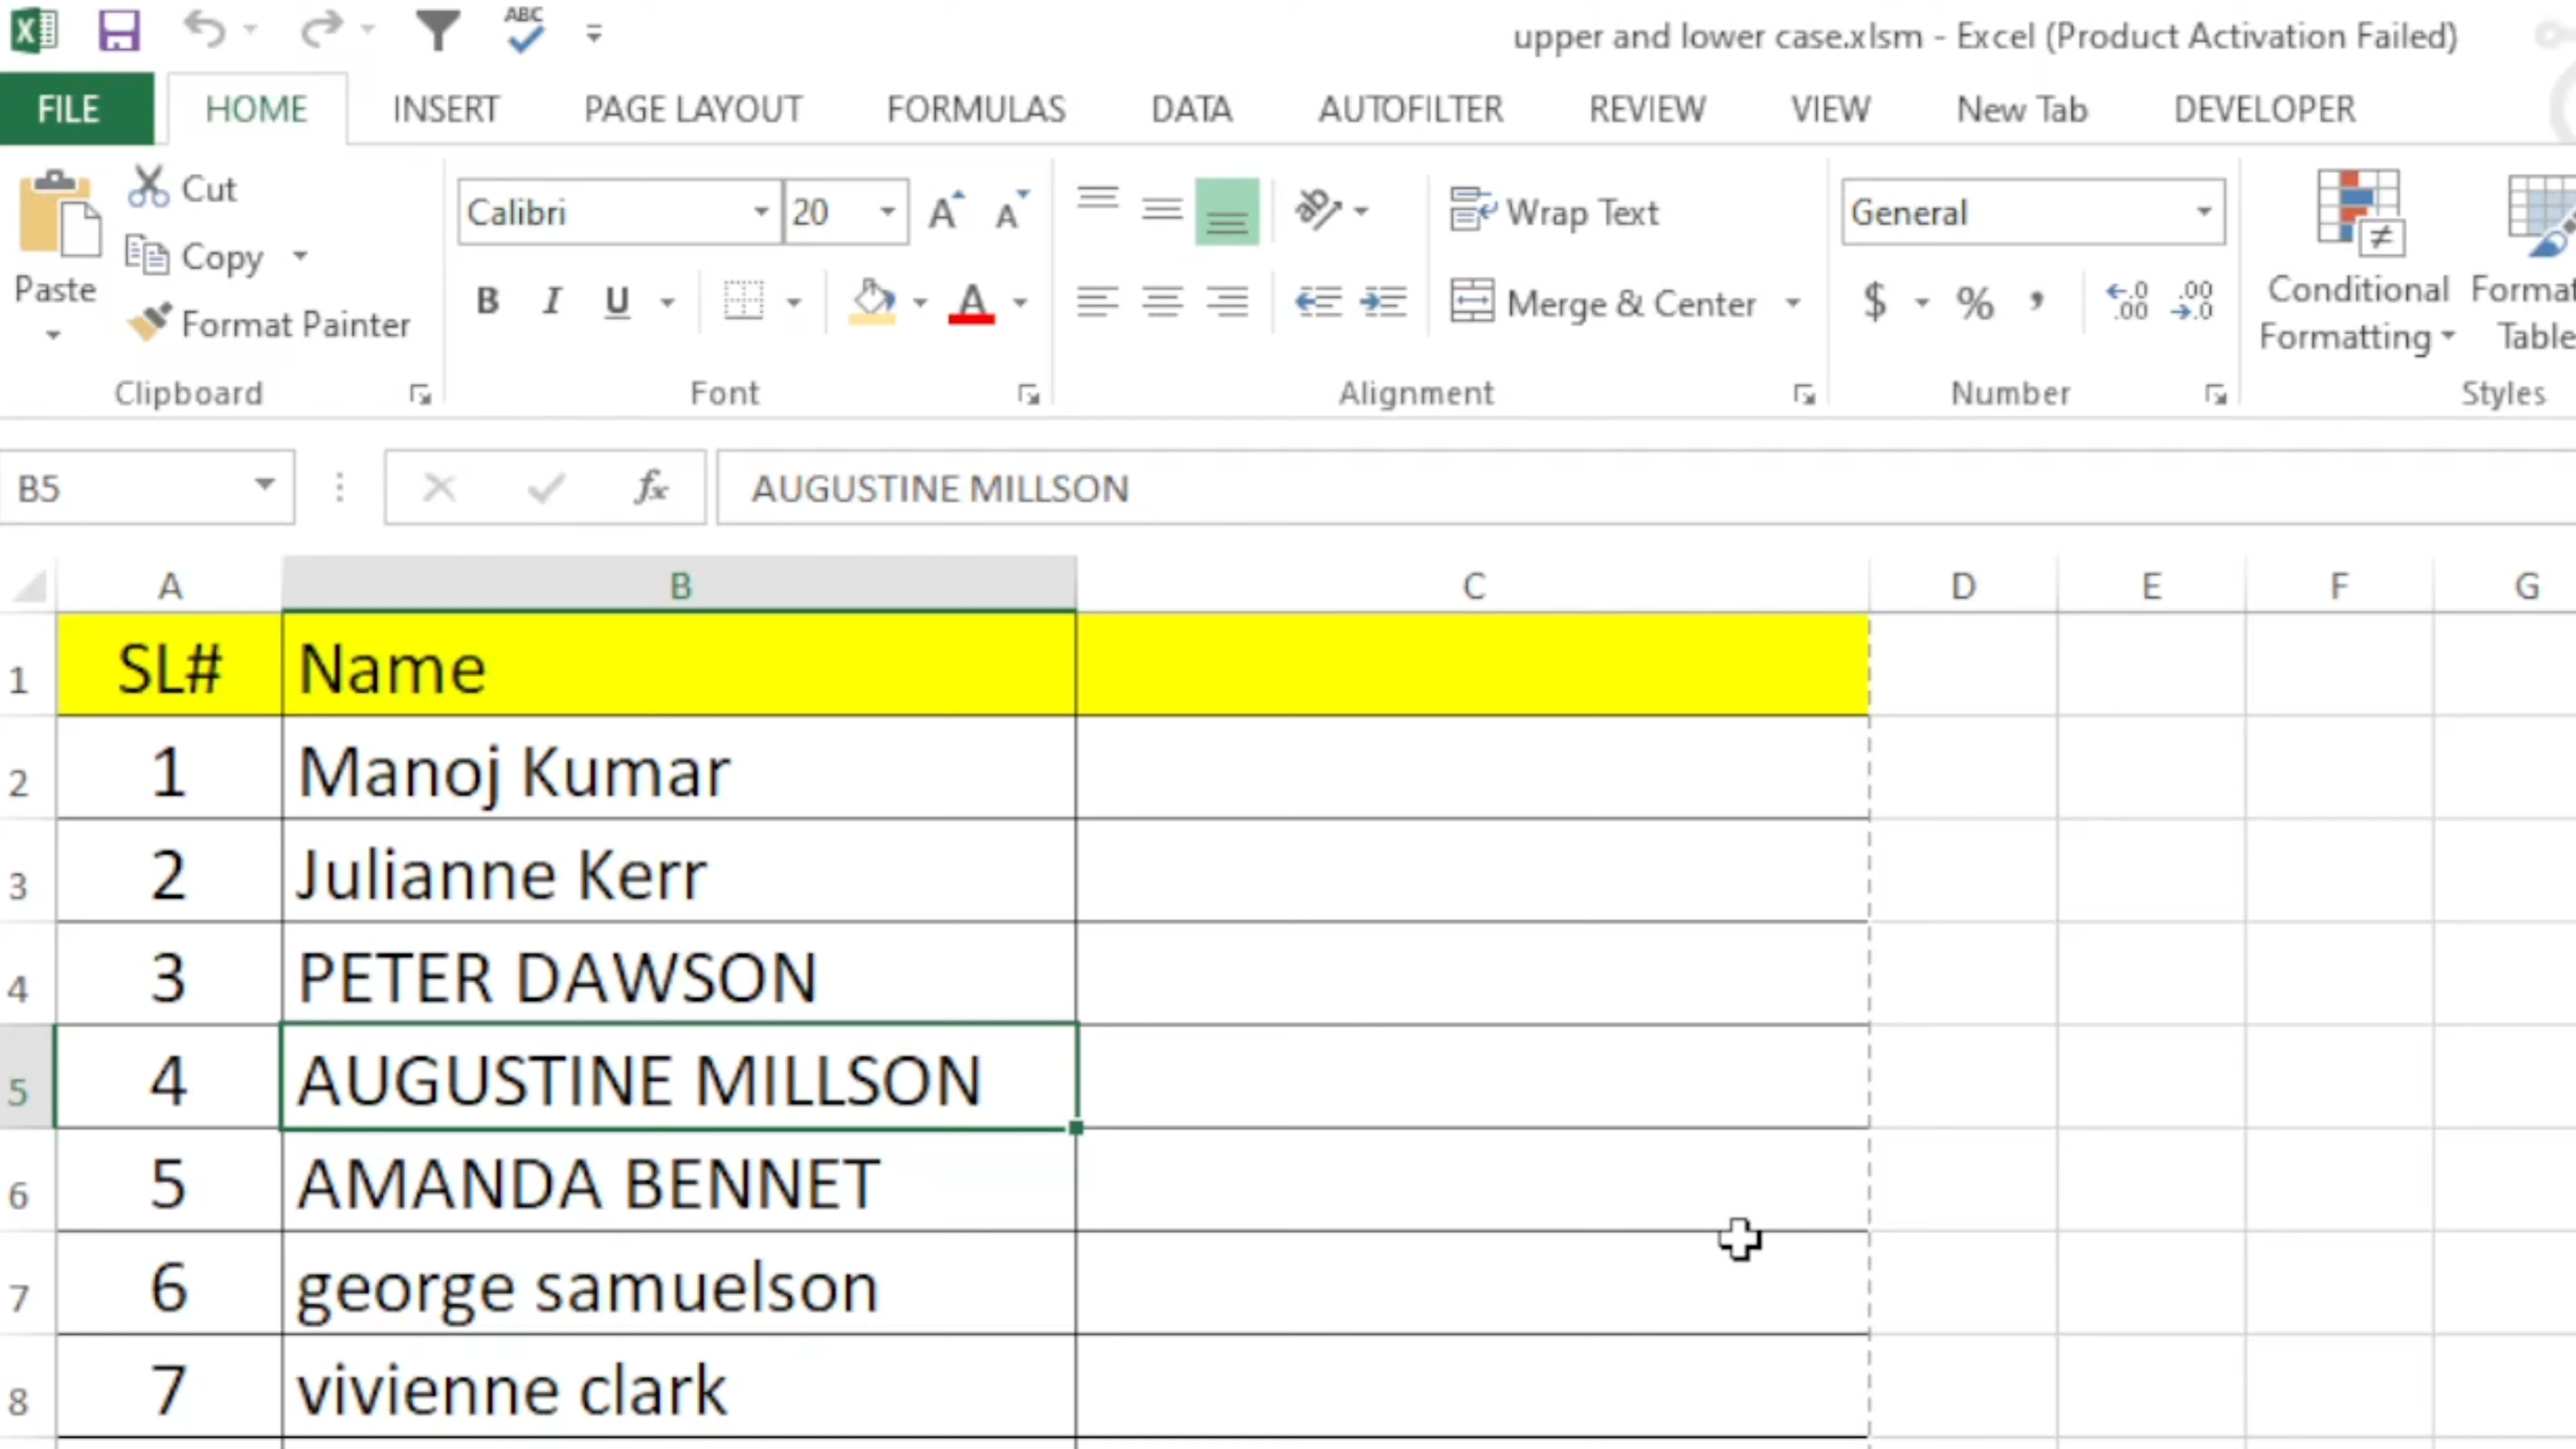 ABC
upper and lower case.xlsm - Excel (Product Activation Failed)
FILE HOME INSERT PAGE LAYOUT FORMULAS DATA AUTOFILTER REVIEW VIEW New Tab DEVELOPER
Cut
Copy
Paste
Format Painter
Clipboard
Calibri 20
B I U
Font
Wrap Text
Merge & Center
Alignment
General
$ % ,
Number
Conditional
Formatting
Format
Table
Styles
B5 fx AUGUSTINE MILLSON
A B C D E F G
1 SL# Name
2 1 Manoj Kumar
3 2 Julianne Kerr
4 3 PETER DAWSON
5 4 AUGUSTINE MILLSON
6 5 AMANDA BENNET
7 6 george samuelson
8 7 vivienne clark